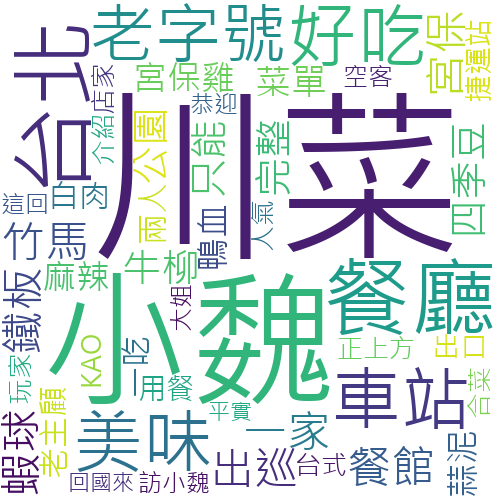 老字號
好吃
宮保
捷運站
台北
店家
介紹
宮保雞
恭迎
菜單
空客
川菜
兩人
公園
只能
完整
四季豆
這回
白肉
鴨血
人氣
竹馬
麻辣
牛柳
大姐
鐵板
小魏
餐廳
玩家
KAO
一吃
用餐
平實
正上方
出口
合菜
蝦球
老主顧
美味
一家
車站
出巡
台式
餐館
蒜泥
回國來
訪小魏